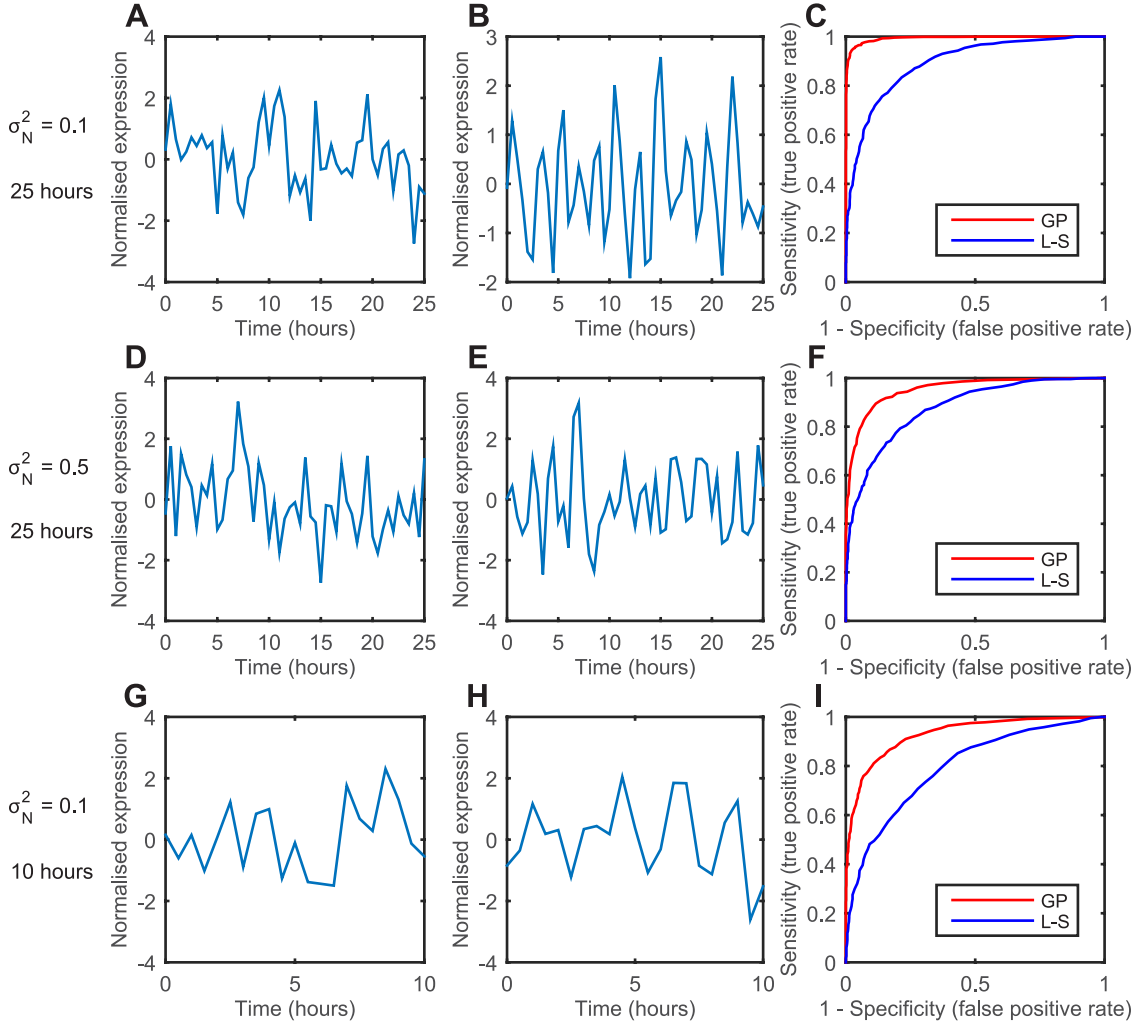 A
B
C
σ_N^2 = 0.1
25 hours
Normalised expression
4
2
0
-2
-4
0 5 10 15 20 25
Time (hours)
Normalised expression
3
2
1
0
-1
-2
0 5 10 15 20 25
Time (hours)
Sensitivity (true positive rate)
1
0.8
0.6
0.4
0.2
0
GP
L-S
0 0.5 1
1 - Specificity (false positive rate)
D
E
F
σ_N^2 = 0.5
25 hours
Normalised expression
4
2
0
-2
-4
0 5 10 15 20 25
Time (hours)
Normalised expression
4
2
0
-2
-4
0 5 10 15 20 25
Time (hours)
Sensitivity (true positive rate)
1
0.8
0.6
0.4
0.2
0
GP
L-S
0 0.5 1
1 - Specificity (false positive rate)
G
H
I
σ_N^2 = 0.1
10 hours
Normalised expression
4
2
0
-2
-4
0 5 10
Time (hours)
Normalised expression
4
2
0
-2
-4
0 5 10
Time (hours)
Sensitivity (true positive rate)
1
0.8
0.6
0.4
0.2
0
GP
L-S
0 0.5 1
1 - Specificity (false positive rate)